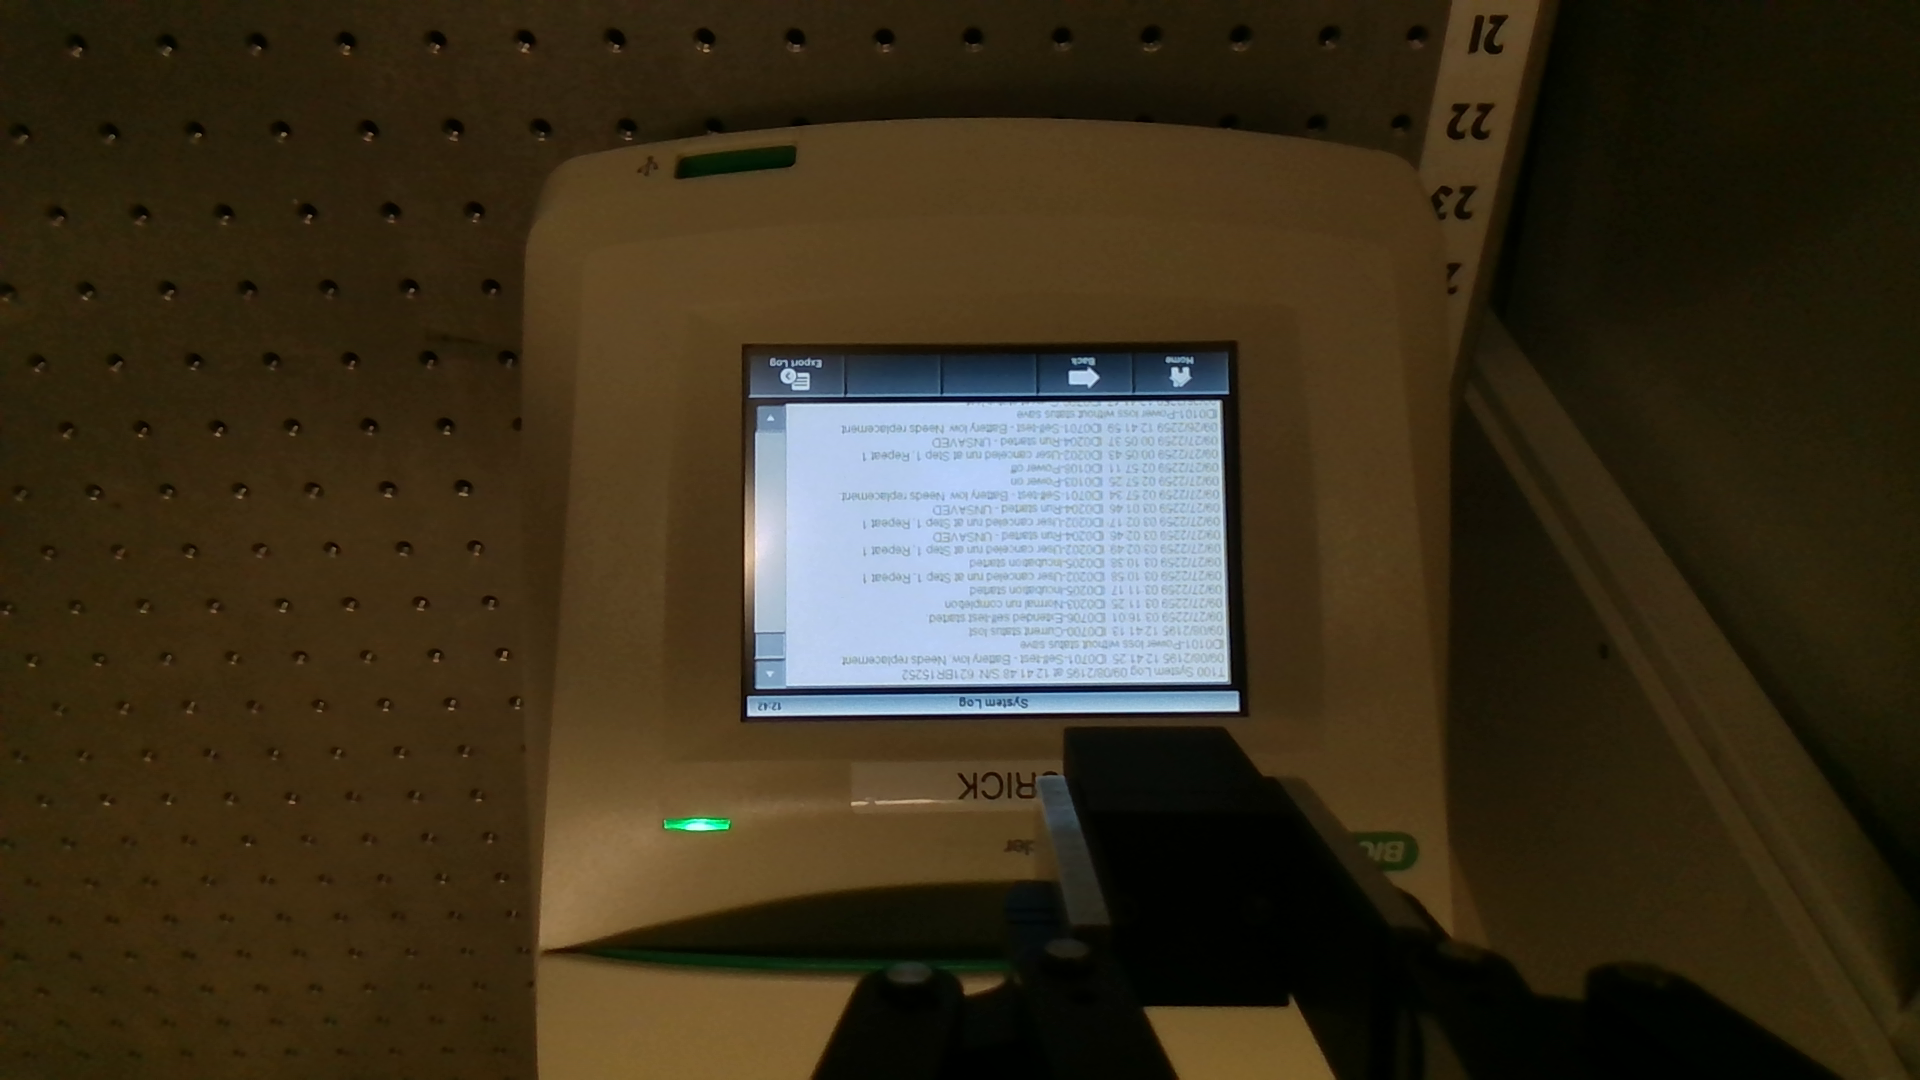 System Log
12:42
T100 System Log 09/08/2195 at 12:41:48 S/N: 621BR15252
09/08/2195 12:41:25 ID0701-Self-test - Battery low. Needs replacement
ID0101-Power loss without status save
09/08/2195 12:41:13 ID0700-Current status lost
09/27/2259 03:16:01 ID0706-Extended self-test started
09/27/2259 03:11:25 ID0203-Normal run completion
09/27/2259 03:11:17 ID0205-Incubation started
09/27/2259 03:10:58 ID0202-User canceled run at Step 1, Repeat 1
09/27/2259 03:10:38 ID0205-Incubation started
09/27/2259 03:02:49 ID0202-User canceled run at Step 1, Repeat 1
09/27/2259 03:02:46 ID0204-Run started - UNSAVED
09/27/2259 03:02:17 ID0202-User canceled run at Step 1, Repeat 1
09/27/2259 03:01:46 ID0204-Run started - UNSAVED
09/27/2259 02:57:34 ID0701-Self-test - Battery low. Needs replacement
09/27/2259 02:57:25 ID0103-Power on
09/27/2259 02:57:11 ID0106-Power off
09/27/2259 00:05:43 ID0202-User canceled run at Step 1, Repeat 1
09/27/2259 00:05:37 ID0204-Run started - UNSAVED
09/26/2259 12:41:59 ID0701-Self-test - Battery low. Needs replacement
ID0101-Power loss without status save
Home
Back
Export Log
RICK
BIO
der
23
22
21